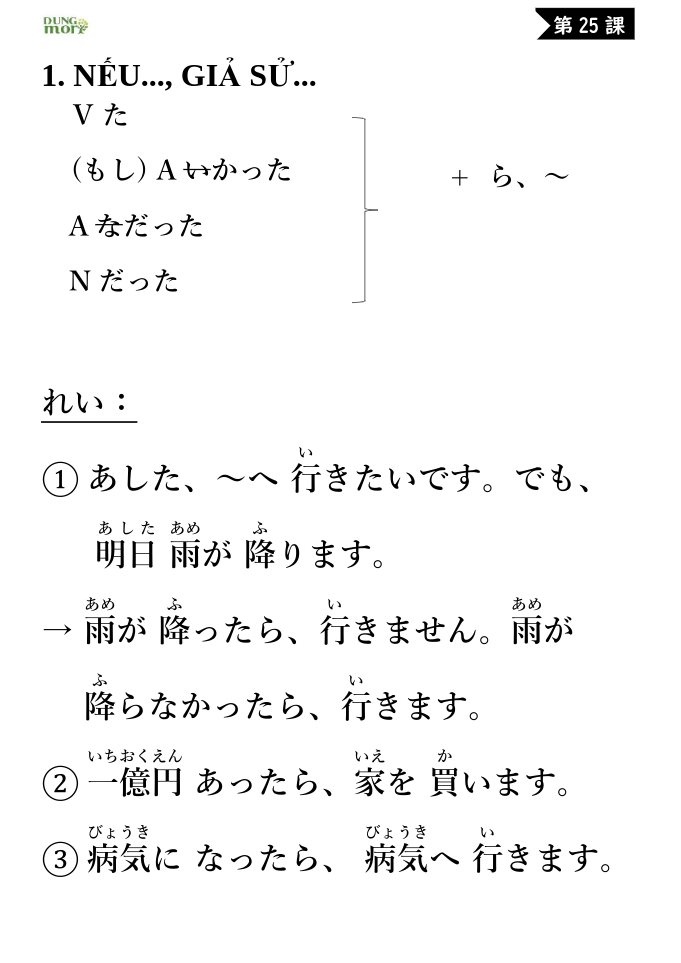 DUNG mori
第 25 課
1. NẾU..., GIẢ SỬ...
V た
(もし) A いかった
A なだった
N だった
+ ら、～
れい：
① あした、～へ 行きたいです。でも、
い
明日 雨が 降ります。
あした あめ ふ
→ 雨が 降ったら、行きません。雨が
あめ ふ い あめ
降らなかったら、行きます。
ふ い
② 一億円 あったら、家を 買います。
いちおくえん いえ か
③ 病気に なったら、 病気へ 行きます。
びょうき びょうき い